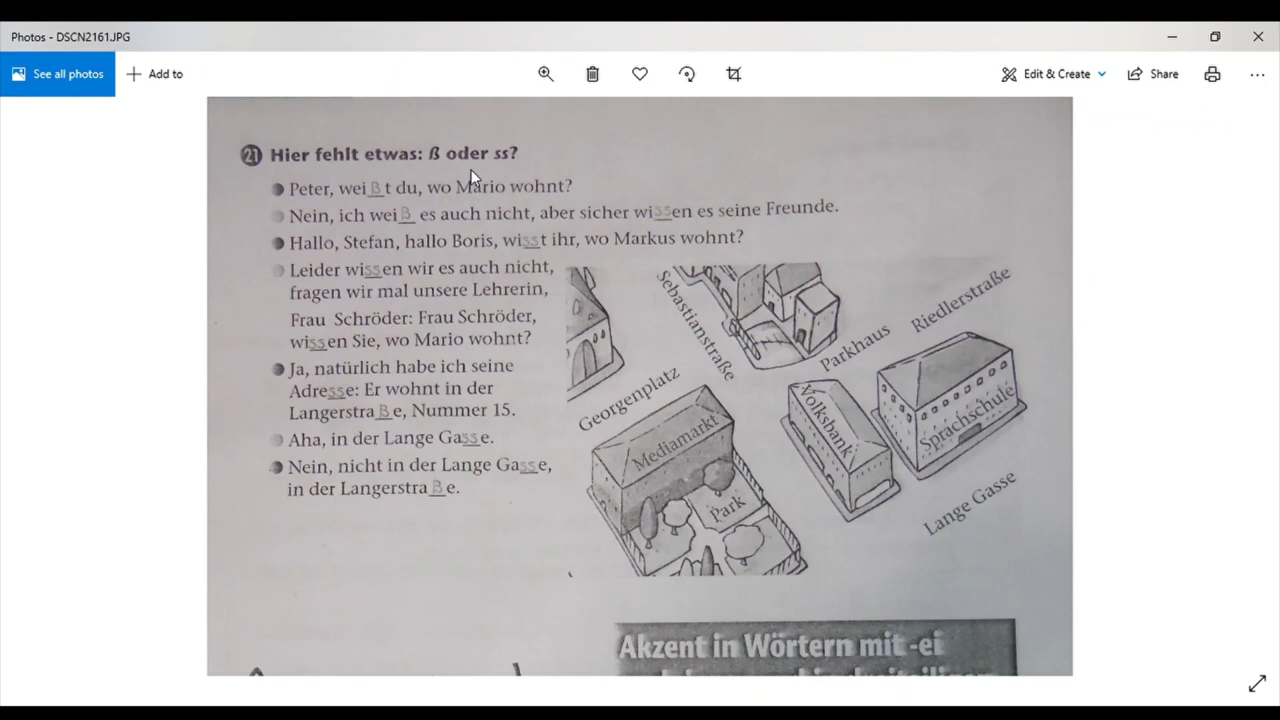 Photos - DSCN2161.JPG
See all photos
Add to
Edit & Create
Share
21 Hier fehlt etwas: ß oder ss?
Peter, weißt du, wo Mario wohnt?
Nein, ich weiß es auch nicht, aber sicher wissen es seine Freunde.
Hallo, Stefan, hallo Boris, wisst ihr, wo Markus wohnt?
Leider wissen wir es auch nicht,
fragen wir mal unsere Lehrerin,
Frau Schröder: Frau Schröder,
wissen Sie, wo Mario wohnt?
Ja, natürlich habe ich seine
Adresse: Er wohnt in der
Langerstraße, Nummer 15.
Aha, in der Lange Gasse.
Nein, nicht in der Lange Gasse,
in der Langerstraße.
Sebastianstraße
Riedlerstraße
Parkhaus
Georgenplatz
Volksbank
Sprachschule
Mediamarkt
Park
Lange Gasse
Akzent in Wörtern mit -ei